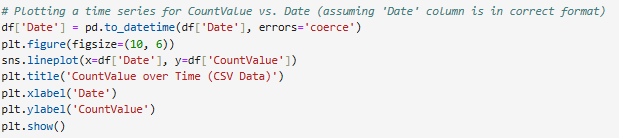 # Plotting a time series for CountValue vs. Date (assuming 'Date' column is in correct format)
df['Date'] = pd.to_datetime(df['Date'], errors='coerce')
plt.figure(figsize=(10, 6))
sns.lineplot(x=df['Date'], y=df['CountValue'])
plt.title('CountValue over Time (CSV Data)')
plt.xlabel('Date')
plt.ylabel('CountValue')
plt.show()